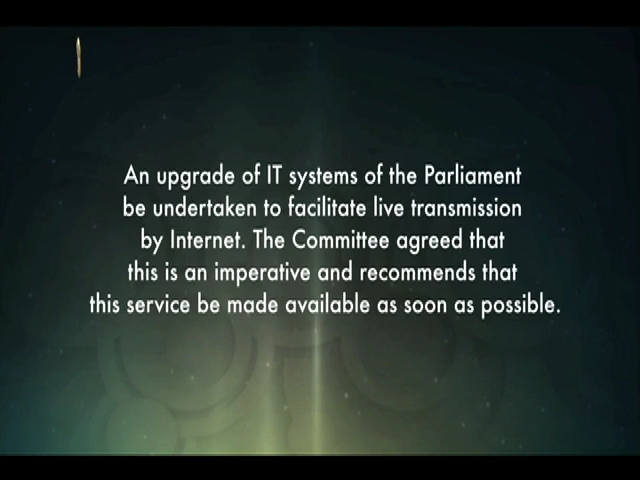 An upgrade of IT systems of the Parliament
be undertaken to facilitate live transmission
by Internet. The Committee agreed that
this is an imperative and recommends that
this service be made available as soon as possible.